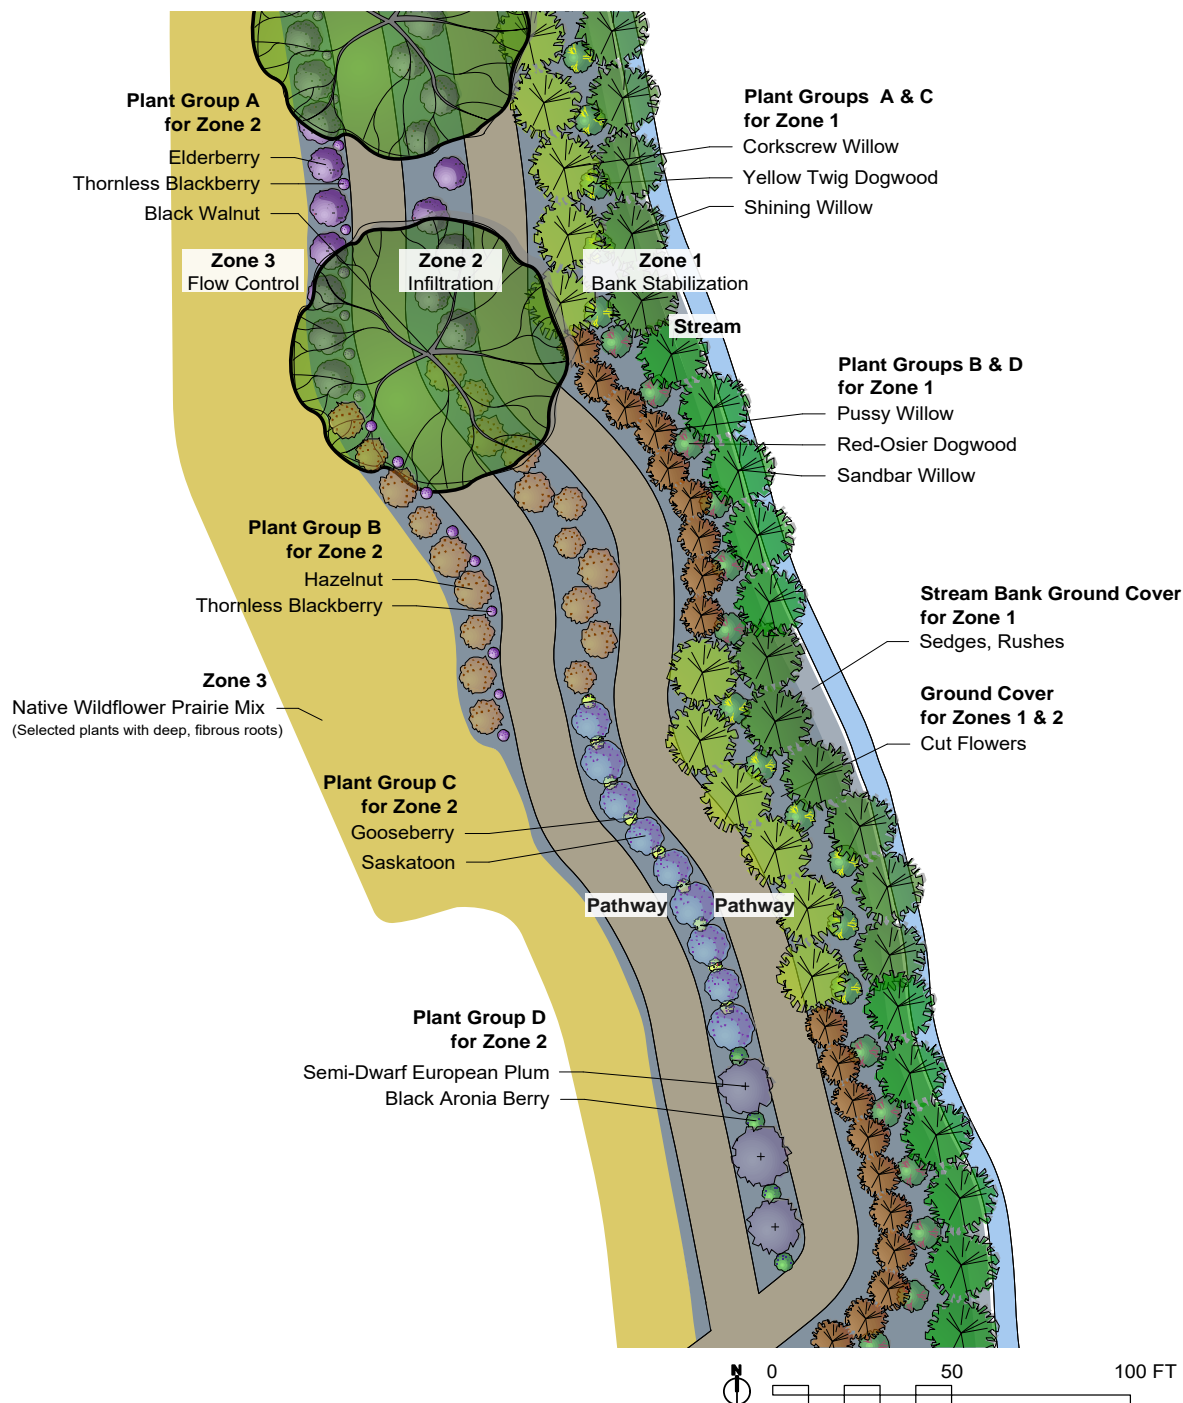 Plant Group A
for Zone 2
Elderberry
Thornless Blackberry
Black Walnut
Plant Groups A & C
for Zone 1
Corkscrew Willow
Yellow Twig Dogwood
Shining Willow
Zone 3
Flow Control
Zone 2
Infiltration
Zone 1
Bank Stabilization
Stream
Plant Groups B & D
for Zone 1
Pussy Willow
Red-Osier Dogwood
Sandbar Willow
Plant Group B
for Zone 2
Hazelnut
Thornless Blackberry
Stream Bank Ground Cover
for Zone 1
Sedges, Rushes
Zone 3
Native Wildflower Prairie Mix
(Selected plants with deep, fibrous roots)
Ground Cover
for Zones 1 & 2
Cut Flowers
Plant Group C
for Zone 2
Gooseberry
Saskatoon
Pathway
Pathway
Plant Group D
for Zone 2
Semi-Dwarf European Plum
Black Aronia Berry
N
0 50 100 FT